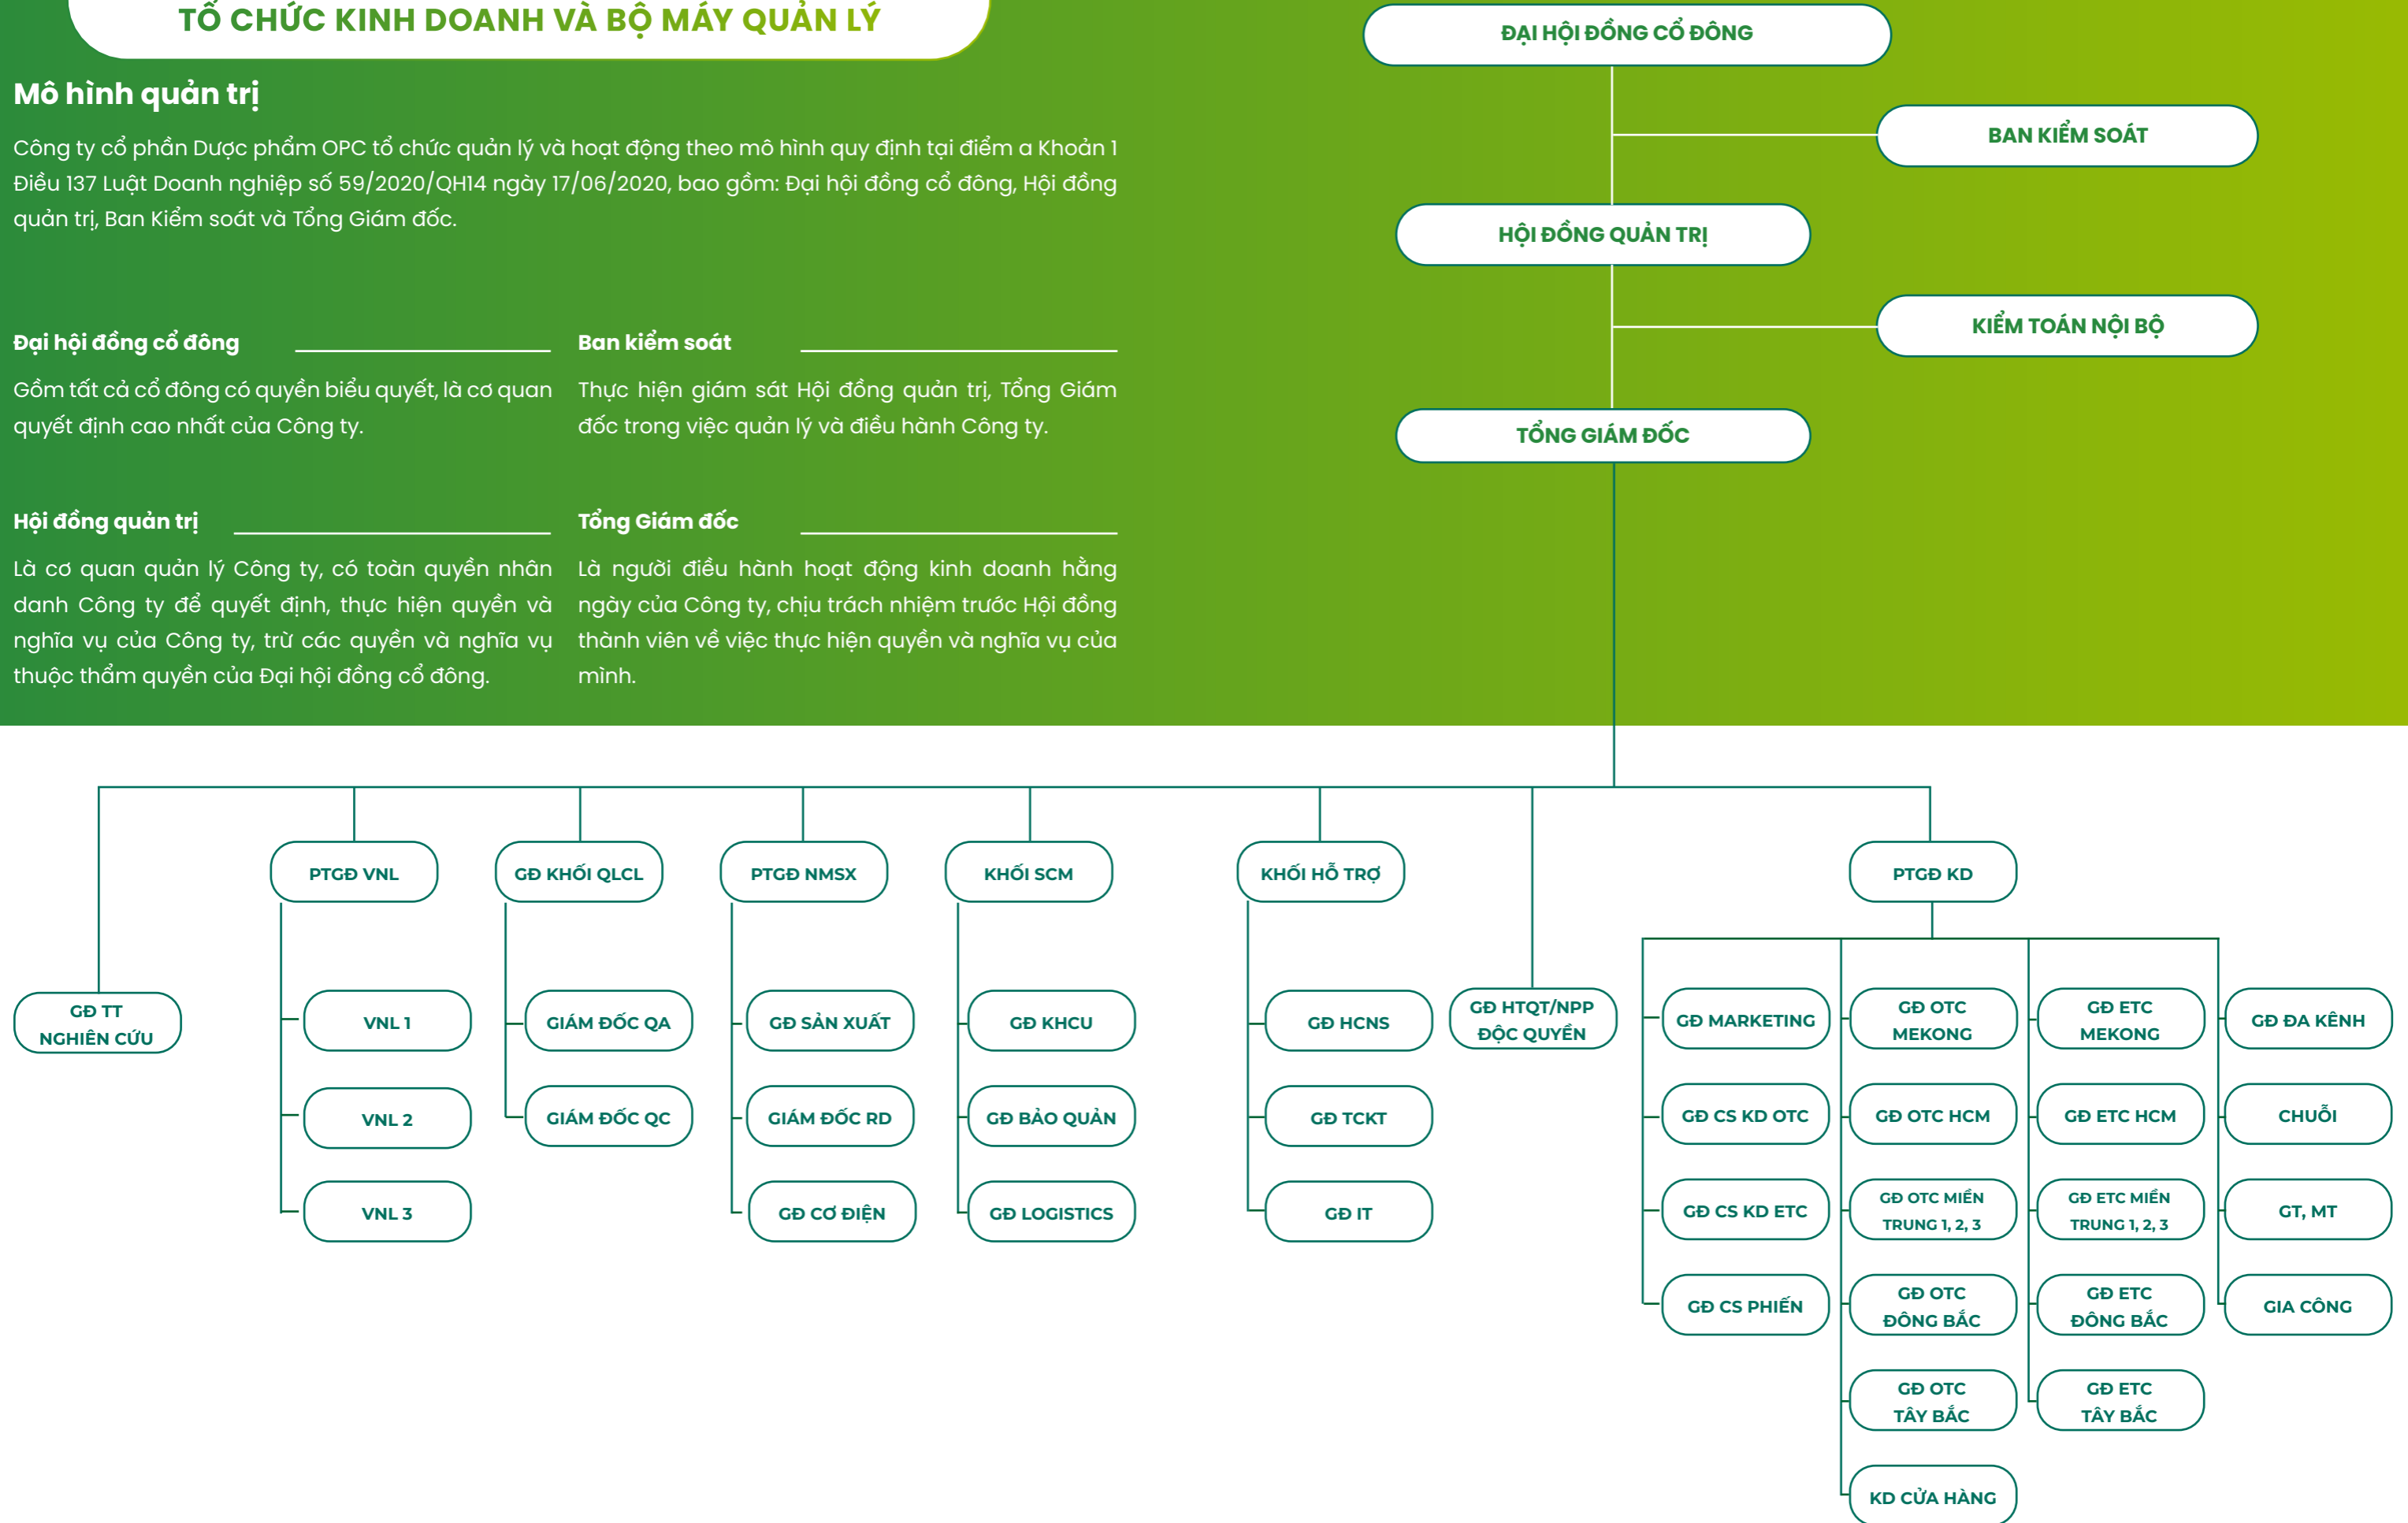 TỔ CHỨC KINH DOANH VÀ BỘ MÁY QUẢN LÝ
Mô hình quản trị
Công ty cổ phần Dược phẩm OPC tổ chức quản lý và hoạt động theo mô hình quy định tại điểm a Khoản 1
Điều 137 Luật Doanh nghiệp số 59/2020/QH14 ngày 17/06/2020, bao gồm: Đại hội đồng cổ đông, Hội đồng
quản trị, Ban Kiểm soát và Tổng Giám đốc.
Đại hội đồng cổ đông
Gồm tất cả cổ đông có quyền biểu quyết, là cơ quan
quyết định cao nhất của Công ty.
Ban kiểm soát
Thực hiện giám sát Hội đồng quản trị, Tổng Giám
đốc trong việc quản lý và điều hành Công ty.
Hội đồng quản trị
Là cơ quan quản lý Công ty, có toàn quyền nhân
danh Công ty để quyết định, thực hiện quyền và
nghĩa vụ của Công ty, trừ các quyền và nghĩa vụ
thuộc thẩm quyền của Đại hội đồng cổ đông.
Tổng Giám đốc
Là người điều hành hoạt động kinh doanh hằng
ngày của Công ty, chịu trách nhiệm trước Hội đồng
thành viên về việc thực hiện quyền và nghĩa vụ của
mình.
ĐẠI HỘI ĐỒNG CỔ ĐÔNG
BAN KIỂM SOÁT
HỘI ĐỒNG QUẢN TRỊ
KIỂM TOÁN NỘI BỘ
TỔNG GIÁM ĐỐC
GĐ TT
NGHIÊN CỨU
PTGĐ VNL
VNL 1
VNL 2
VNL 3
GĐ KHỐI QLCL
GIÁM ĐỐC QA
GIÁM ĐỐC QC
PTGĐ NMSX
GĐ SẢN XUẤT
GIÁM ĐỐC RD
GĐ CƠ ĐIỆN
KHỐI SCM
GĐ KHCU
GĐ BẢO QUẢN
GĐ LOGISTICS
KHỐI HỖ TRỢ
GĐ HCNS
GĐ TCKT
GĐ IT
GĐ HTQT/NPP
ĐỘC QUYỀN
PTGĐ KD
GĐ MARKETING
GĐ CS KD OTC
GĐ CS KD ETC
GĐ CS PHIẾN
GĐ OTC
MEKONG
GĐ OTC HCM
GĐ OTC MIỀN
TRUNG 1, 2, 3
GĐ OTC
ĐÔNG BẮC
GĐ OTC
TÂY BẮC
KD CỬA HÀNG
GĐ ETC
MEKONG
GĐ ETC HCM
GĐ ETC MIỀN
TRUNG 1, 2, 3
GĐ ETC
ĐÔNG BẮC
GĐ ETC
TÂY BẮC
GĐ ĐA KÊNH
CHUỖI
GT, MT
GIA CÔNG